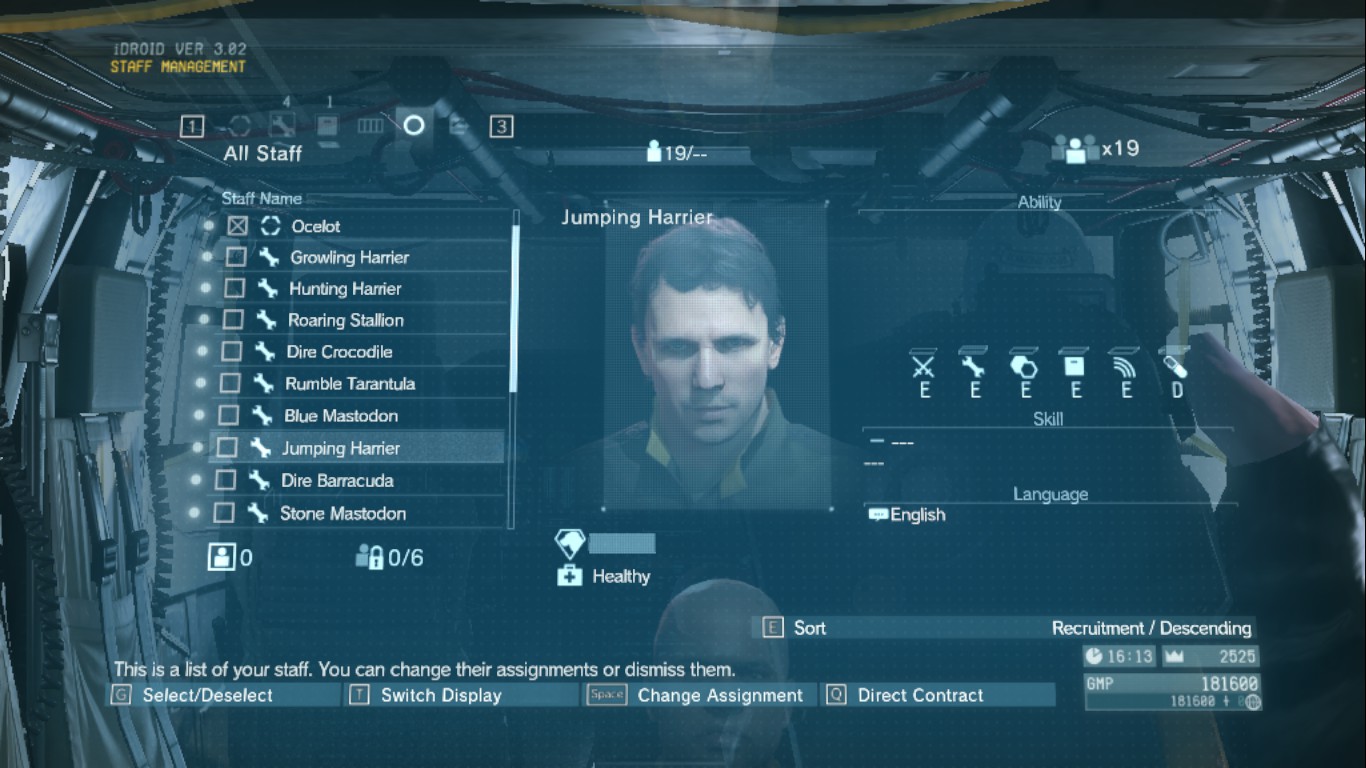 iDROID VER 3.02
STAFF MANAGEMENT
4 1
1 3
All Staff
19/--
x19
Staff Name
Ocelot
Growling Harrier
Hunting Harrier
Roaring Stallion
Dire Crocodile
Rumble Tarantula
Blue Mastodon
Jumping Harrier
Dire Barracuda
Stone Mastodon
0 0/6
Jumping Harrier
Healthy
Ability
E E E E E D
Skill
– ---
---
Language
English
E Sort Recruitment / Descending
16:13 2525
GMP 181600
181600
This is a list of your staff. You can change their assignments or dismiss them.
G Select/Deselect T Switch Display Space Change Assignment Q Direct Contract